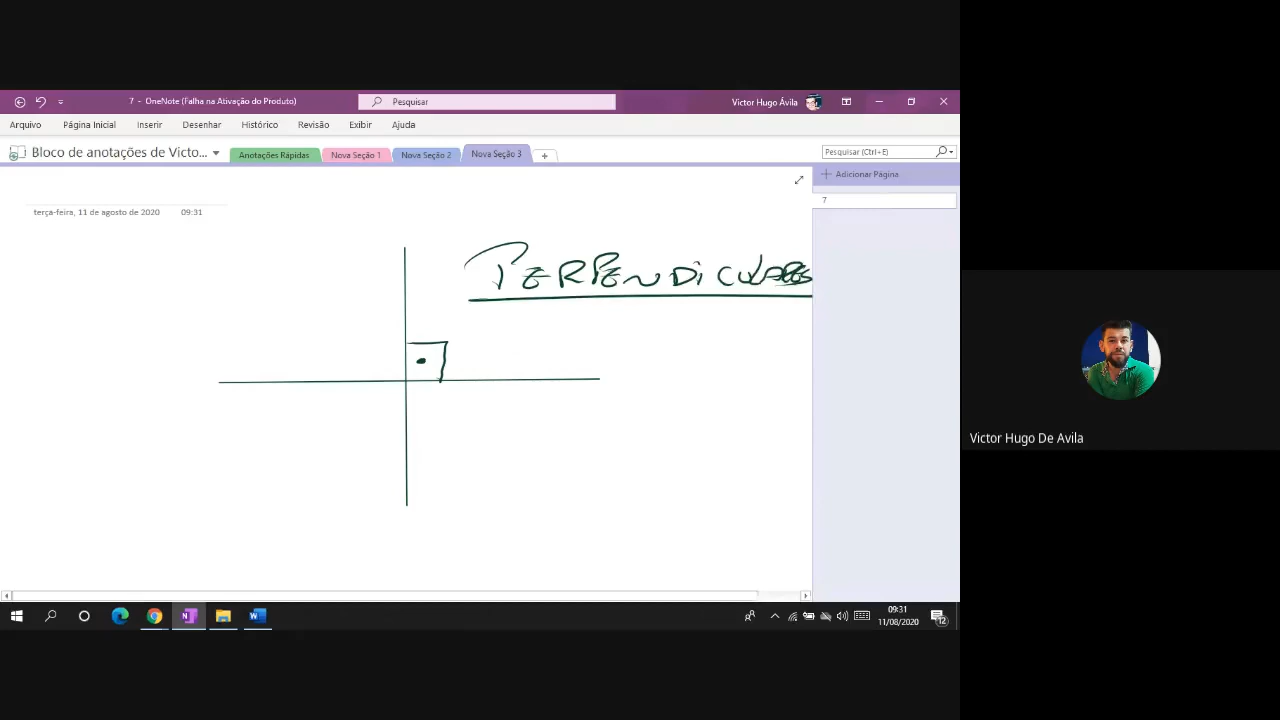 7 - OneNote (Falha na Ativação do Produto)
Pesquisar
Victor Hugo Ávila
Arquivo Página Inicial Inserir Desenhar Histórico Revisão Exibir Ajuda
Bloco de anotações de Victo...
Anotações Rápidas
Nova Seção 1
Nova Seção 2
Nova Seção 3
Pesquisar (Ctrl+E)
Adicionar Página
7
terça-feira, 11 de agosto de 2020 09:31
PERPENDICULARES
Victor Hugo De Avila
09:31
11/08/2020
12